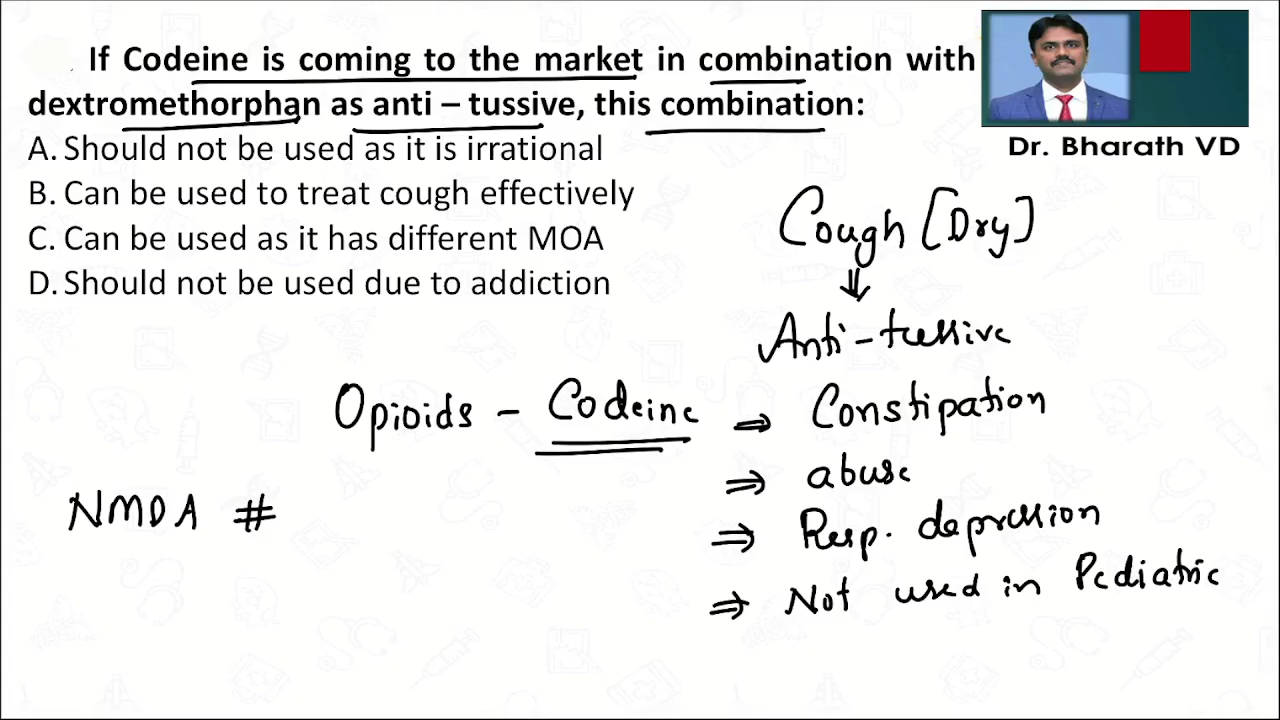 If Codeine is coming to the market in combination with
dextromethorphan as anti – tussive, this combination:
A. Should not be used as it is irrational
B. Can be used to treat cough effectively
C. Can be used as it has different MOA
D. Should not be used due to addiction
Dr. Bharath VD
Cough [Dry]
Anti-tussive
Opioids - Codeine ⇒ Constipation
⇒ abuse
NMDA #
⇒ Resp. depression
⇒ Not used in Pediatric